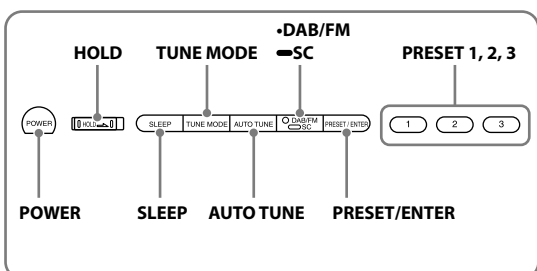 •DAB/FM
HOLD TUNE MODE SC PRESET 1, 2, 3
POWER HOLD SLEEP TUNE MODE AUTO TUNE DAB/FM PRESET / ENTER 1 2 3
SC
POWER SLEEP AUTO TUNE PRESET/ENTER